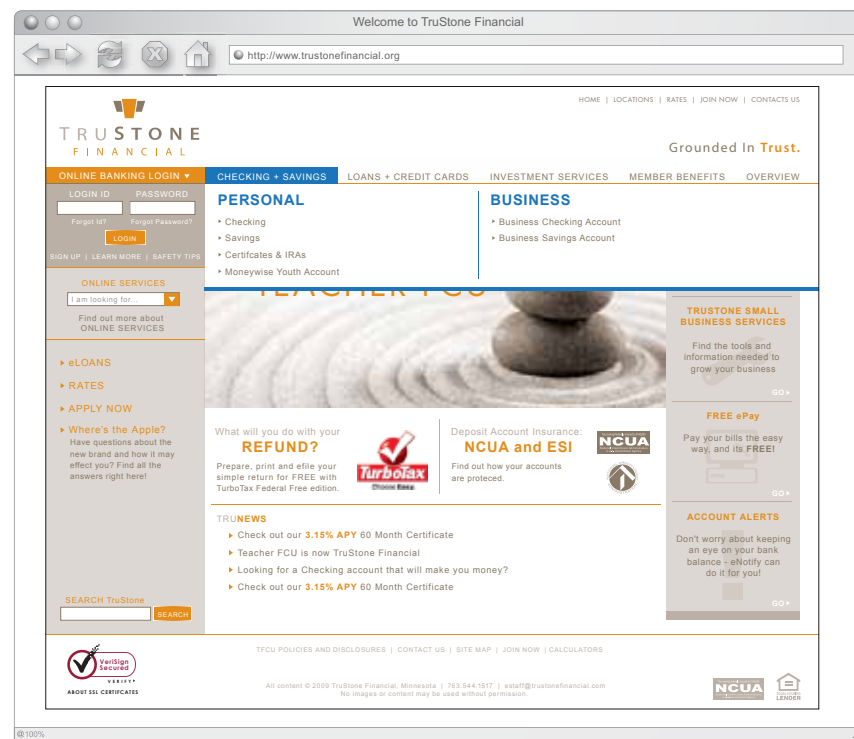 Welcome to TruStone Financial
http://www.trustonefinancial.org
HOME | LOCATIONS | RATES | JOIN NOW | CONTACTS US
TRUSTONE
FINANCIAL
Grounded In Trust.
ONLINE BANKING LOGIN
CHECKING + SAVINGS
LOANS + CREDIT CARDS
INVESTMENT SERVICES
MEMBER BENEFITS
OVERVIEW
LOGIN ID PASSWORD
Forgot Id? Forgot Password?
LOGIN
SIGN UP | LEARN MORE | SAFETY TIPS
PERSONAL
Checking
Savings
Certifcates & IRAs
Moneywise Youth Account
BUSINESS
Business Checking Account
Business Savings Account
ONLINE SERVICES
I am looking for...
Find out more about
ONLINE SERVICES
eLOANS
RATES
APPLY NOW
Where's the Apple?
Have questions about the
new brand and how it may
effect you? Find all the
answers right here!
SEARCH TruStone
SEARCH
TEACHER FCU
What will you do with your
REFUND?
Prepare, print and efile your
simple return for FREE with
TurboTax Federal Free edition.
TurboTax
Choose Easy.
Deposit Account Insurance:
NCUA and ESI
Find out how your accounts
are proteced.
NCUA
TRUNEWS
Check out our 3.15% APY 60 Month Certificate
Teacher FCU is now TruStone Financial
Looking for a Checking account that will make you money?
Check out our 3.15% APY 60 Month Certificate
TRUSTONE SMALL
BUSINESS SERVICES
Find the tools and
information needed to
grow your business
GO
FREE ePay
Pay your bills the easy
way, and its FREE!
GO
ACCOUNT ALERTS
Don't worry about keeping
an eye on your bank
balance - eNotify can
do it for you!
GO
VeriSign
Secured
VERIFY
ABOUT SSL CERTIFCATES
TFCU POLICIES AND DISCLOSURES | CONTACT US | SITE MAP | JOIN NOW | CALCULATORS
All content © 2009 TruStone Financial, Minnesota | 763.544.1517 | estaff@trustonefinancial.com
No images or content may be used without permission.
NCUA
LENDER
@100%